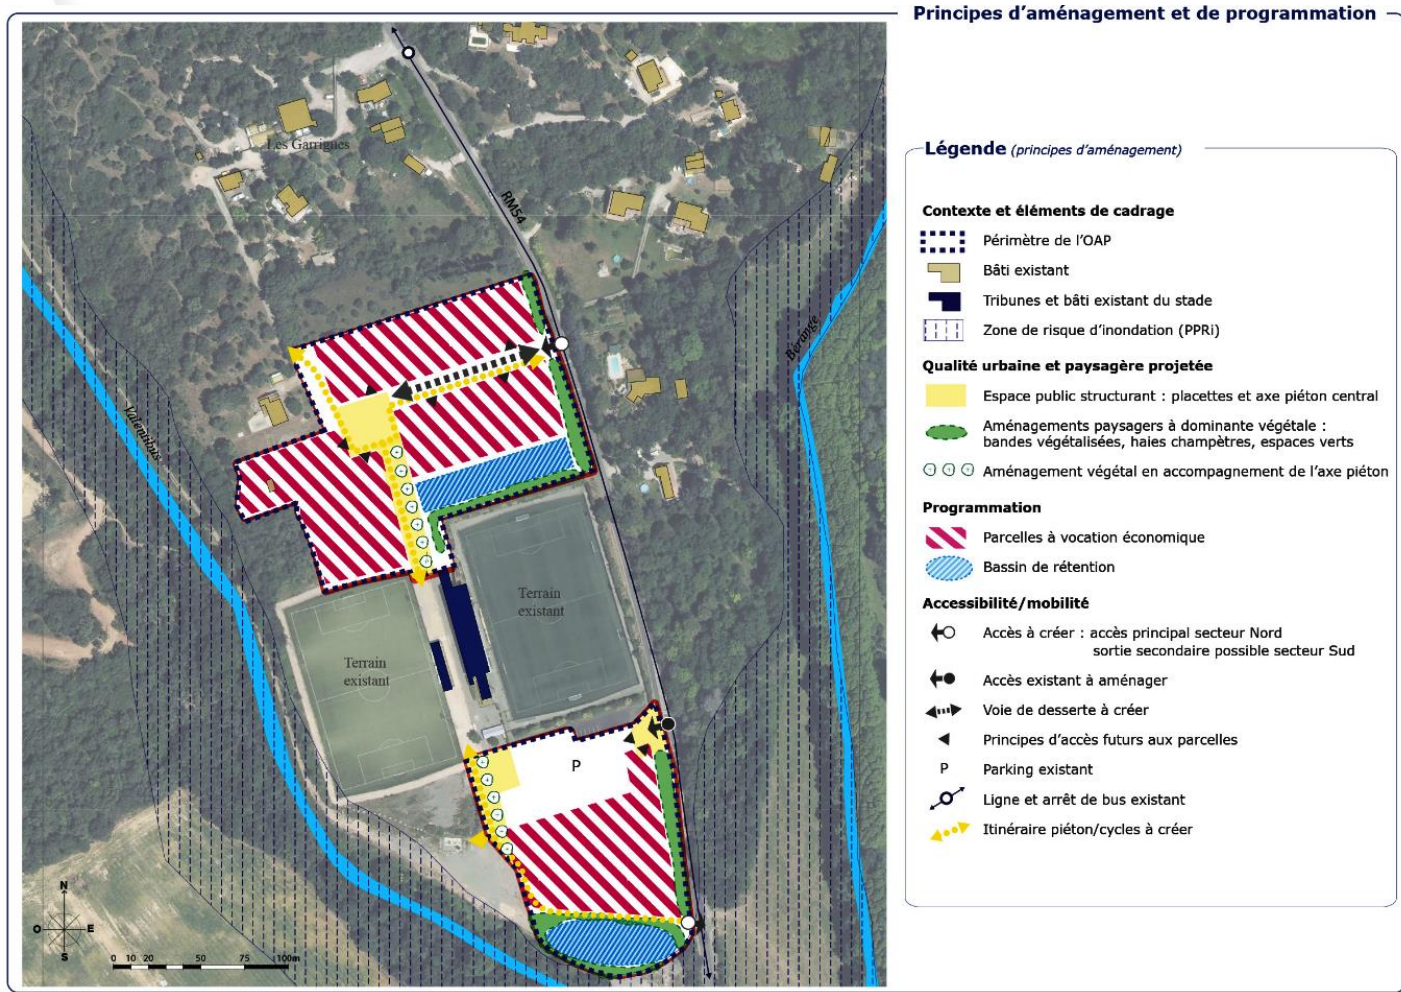 Principes d'aménagement et de programmation
Les Garrigues
RM54
Bérange
Valentibus
Terrain
existant
Terrain
existant
P
N
O
E
S
0 10 20 50 75 100m
Légende (principes d'aménagement)
Contexte et éléments de cadrage
Périmètre de l'OAP
Bâti existant
Tribunes et bâti existant du stade
Zone de risque d'inondation (PPRi)
Qualité urbaine et paysagère projetée
Espace public structurant : placettes et axe piéton central
Aménagements paysagers à dominante végétale :
bandes végétalisées, haies champêtres, espaces verts
Aménagement végétal en accompagnement de l'axe piéton
Programmation
Parcelles à vocation économique
Bassin de rétention
Accessibilité/mobilité
Accès à créer : accès principal secteur Nord
sortie secondaire possible secteur Sud
Accès existant à aménager
Voie de desserte à créer
Principes d'accès futurs aux parcelles
P Parking existant
Ligne et arrêt de bus existant
Itinéraire piéton/cycles à créer